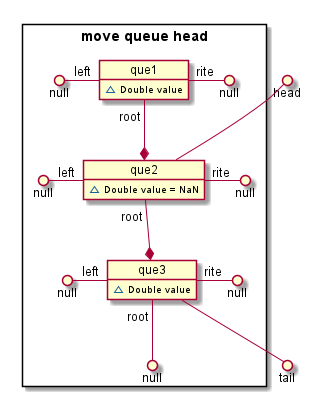 move queue head
left que1 rite
null Double value null head
root
left que2 rite
null Double value = NaN null
root
left que3 rite
null Double value null
root
null tail